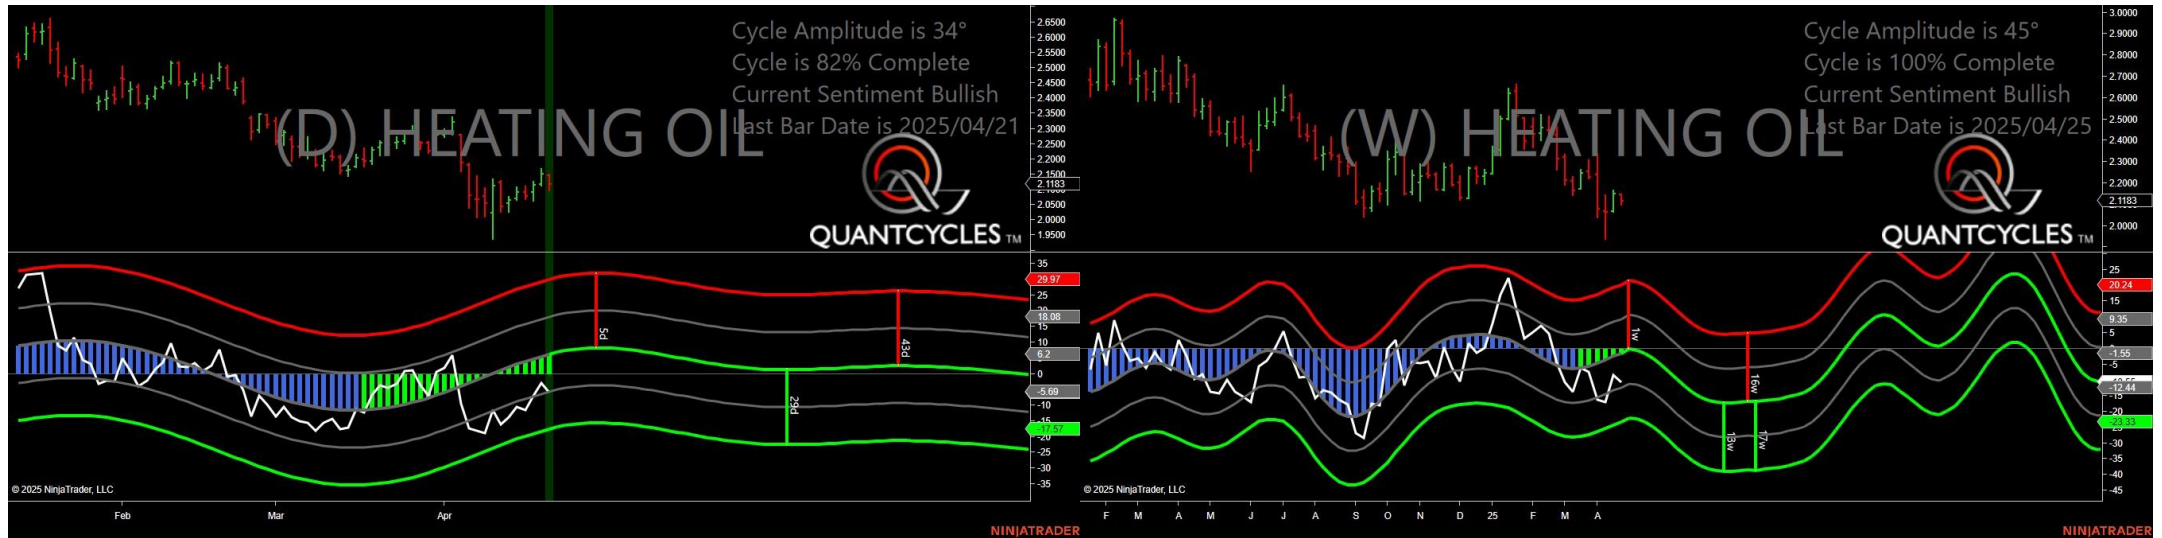 Cycle Amplitude is 34°
Cycle is 82% Complete
Current Sentiment Bullish
Last Bar Date is 2025/04/21
(D) HEATING OIL
QUANTCYCLES TM
2.6500
2.6000
2.5500
2.5000
2.4500
2.4000
2.3500
2.3000
2.2500
2.2000
2.1500
2.1183
2.0500
2.0000
1.9500
35
29.97
25
18.08
15
10
6.2
0
-5.69
-10
-15
-17.57
-25
-30
-35
5d
29d
43d
© 2025 NinjaTrader, LLC
Feb
Mar
Apr
NINJATRADER
Cycle Amplitude is 45°
Cycle is 100% Complete
Current Sentiment Bullish
Last Bar Date is 2025/04/25
(W) HEATING OIL
QUANTCYCLES TM
3.0000
2.9000
2.8000
2.7000
2.6000
2.5000
2.4000
2.3000
2.2000
2.1183
2.0000
25
20.24
15
9.35
5
-1.55
-5
-12.44
-15
-20
-23.33
-30
-35
-40
-45
1w
16w
13w
17w
© 2025 NinjaTrader, LLC
F
M
A
M
J
J
A
S
O
N
D
25
F
M
A
NINJATRADER